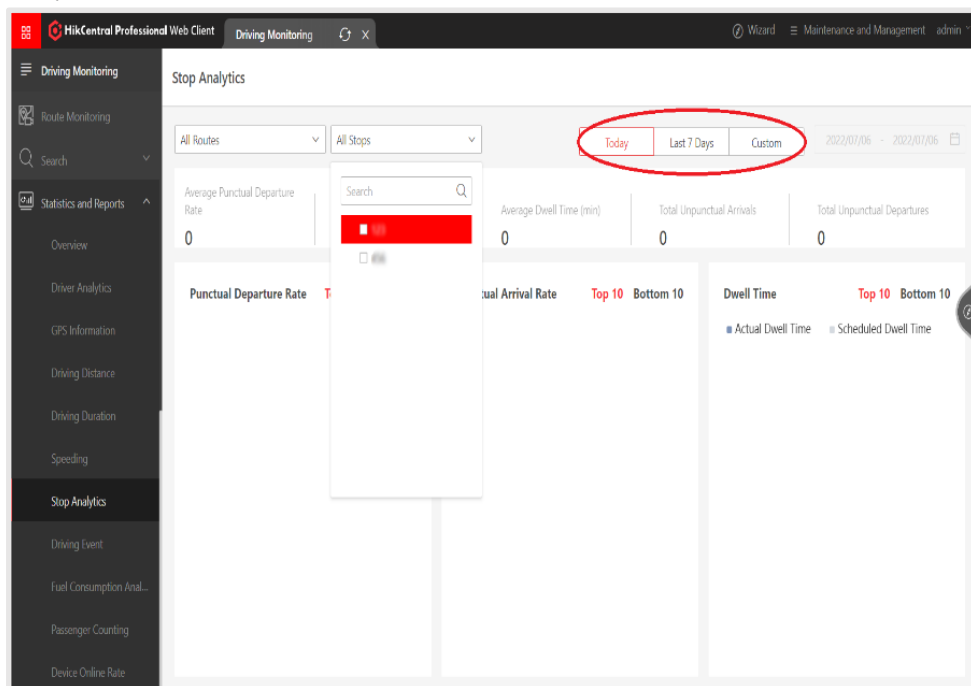 HikCentral Professional Web Client
Driving Monitoring
Wizard
Maintenance and Management
admin
Driving Monitoring
Route Monitoring
Search
Statistics and Reports
Overview
Driver Analytics
GPS Information
Driving Distance
Driving Duration
Speeding
Stop Analytics
Driving Event
Fuel Consumption Anal...
Passenger Counting
Device Online Rate
Stop Analytics
All Routes
All Stops
Today
Last 7 Days
Custom
2022/07/06 - 2022/07/06
Search
Average Punctual Departure
Rate
0
Average Dwell Time (min)
0
Total Unpunctual Arrivals
0
Total Unpunctual Departures
0
Punctual Departure Rate
Arrival Rate
Top 10 Bottom 10
Dwell Time
Top 10 Bottom 10
Actual Dwell Time
Scheduled Dwell Time